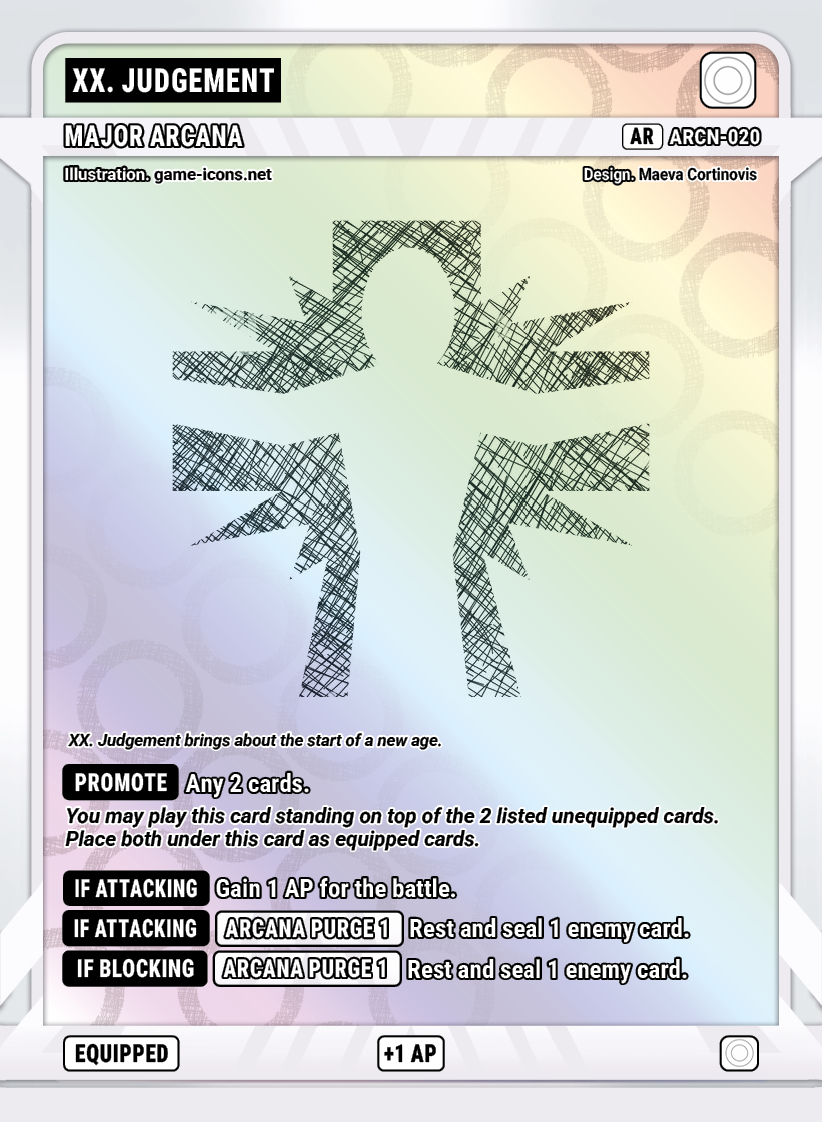 XX. JUDGEMENT
MAJOR ARCANA
AR ARCN-020
Illustration. game-icons.net
Design. Maeva Cortinovis
XX. Judgement brings about the start of a new age.
PROMOTE Any 2 cards.
You may play this card standing on top of the 2 listed unequipped cards.
Place both under this card as equipped cards.
IF ATTACKING Gain 1 AP for the battle.
IF ATTACKING ARCANA PURGE 1 Rest and seal 1 enemy card.
IF BLOCKING ARCANA PURGE 1 Rest and seal 1 enemy card.
EQUIPPED +1 AP